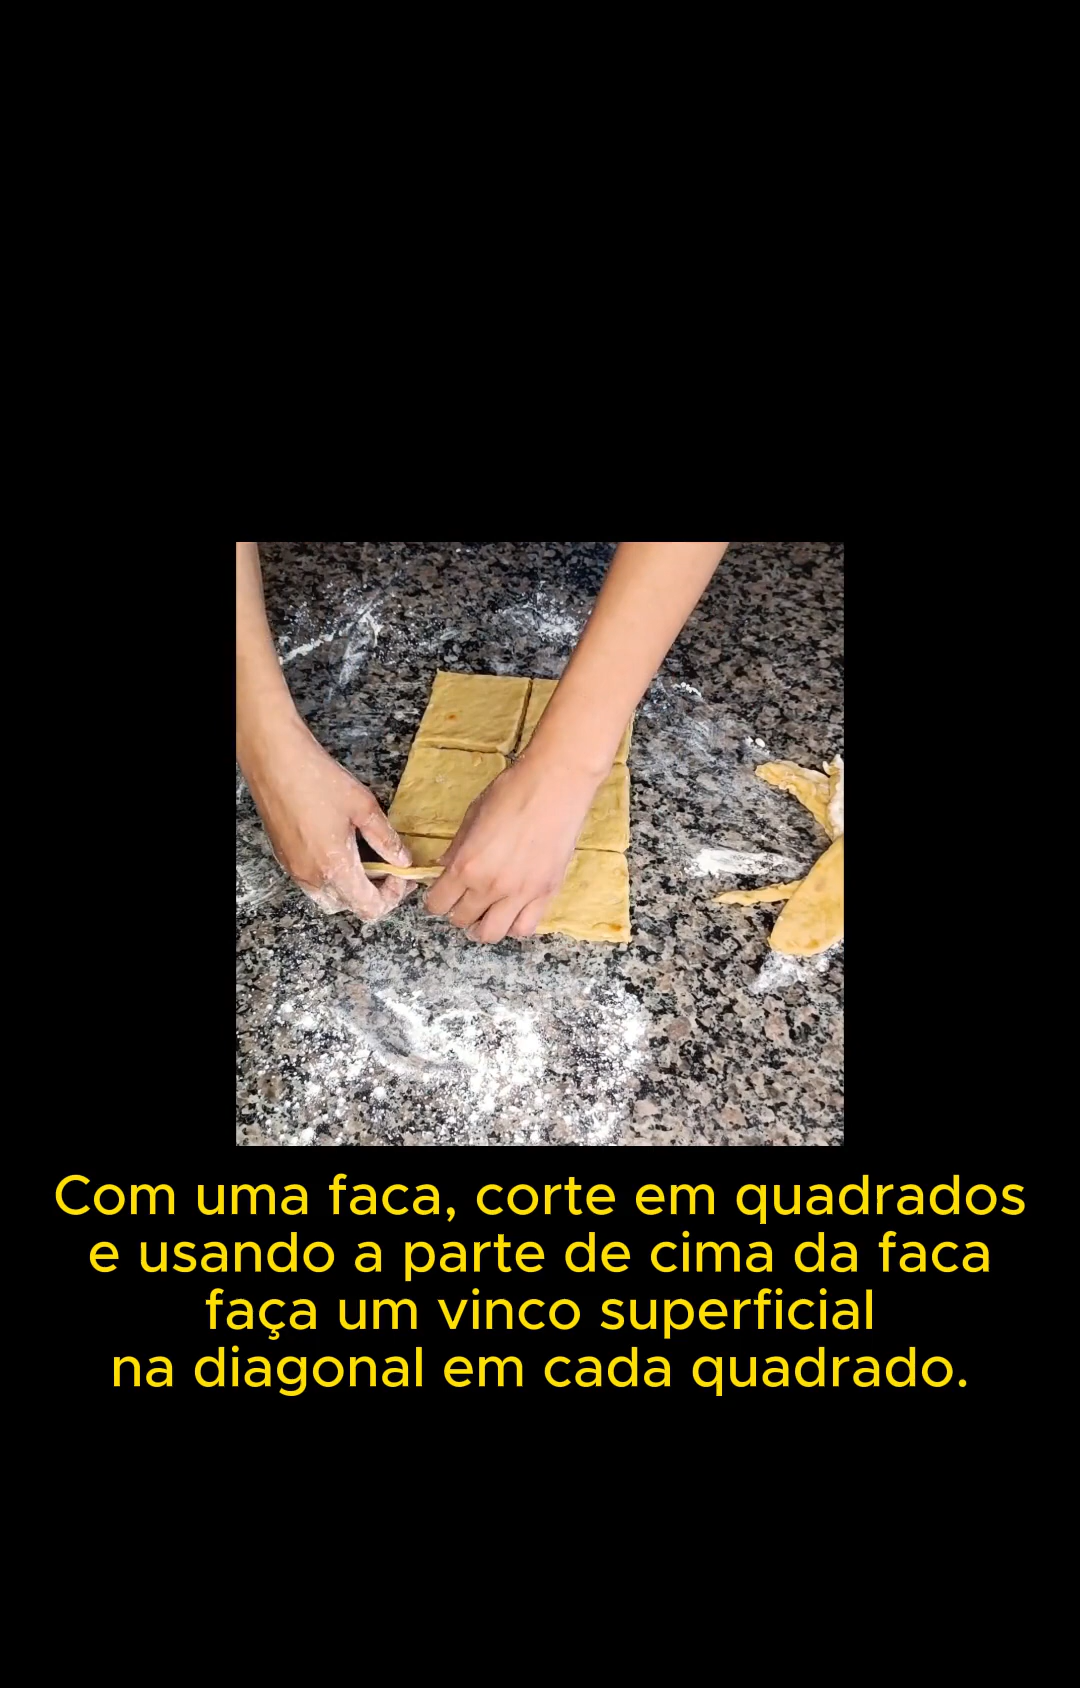 Com uma faca, corte em quadrados
e usando a parte de cima da faca
faça um vinco superficial
na diagonal em cada quadrado.